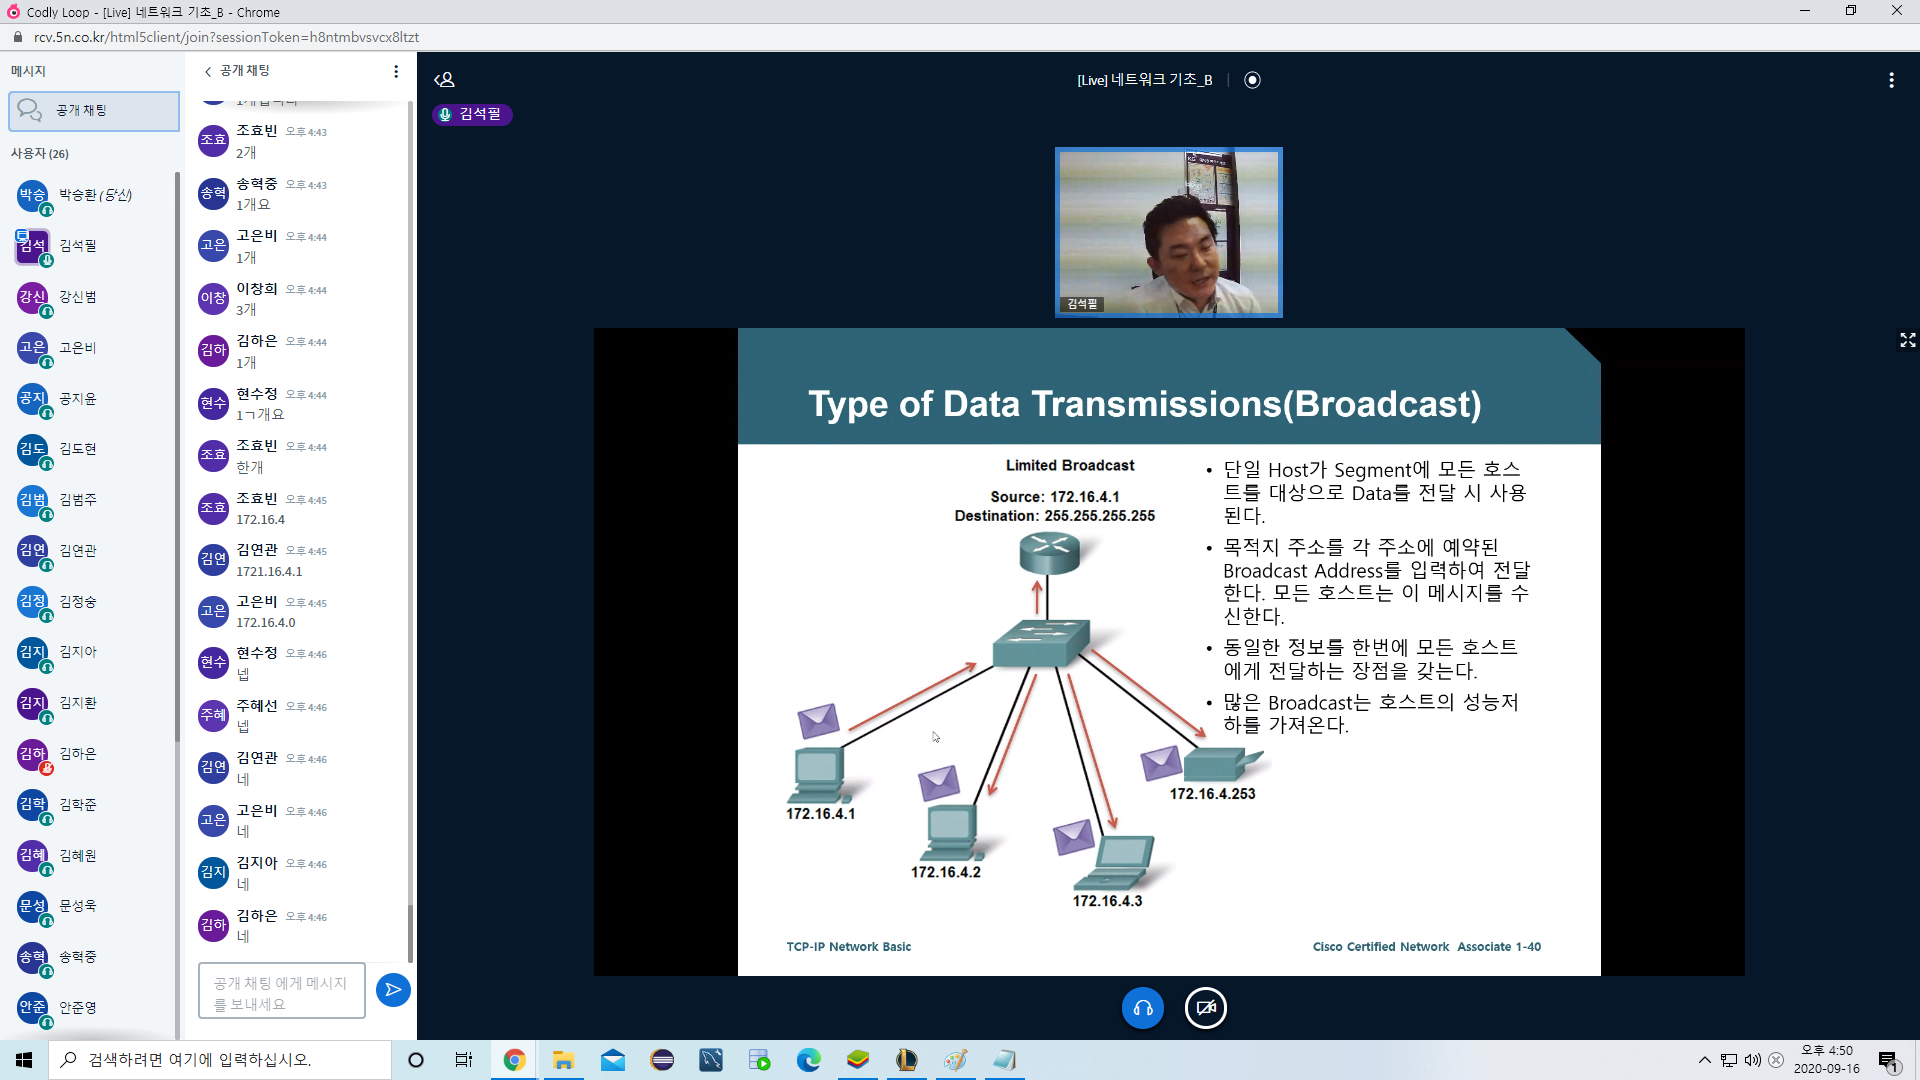 Codly Loop - [Live] 네트워크 기초_B - Chrome
rcv.5n.co.kr/html5client/join?sessionToken=h8ntmbvsvcx8ltzt
메시지
공개 채팅
사용자 (26)
박승
박승환 (당신)
김석
김석필
강신
강신범
고은
고은비
공지
공지윤
김도
김도현
김범
김범주
김연
김연관
김정
김정숭
김지
김지아
김지
김지환
김하
김하은
김학
김학준
김혜
김혜원
문성
문성욱
송혁
송혁중
안준
안준영
공개 채팅
조효
조효빈 오후 4:43
2개
송혁
송혁중 오후 4:43
1개요
고은
고은비 오후 4:44
1개
이창
이창희 오후 4:44
3개
김하
김하은 오후 4:44
1개
현수
현수정 오후 4:44
1ㄱ개요
조효
조효빈 오후 4:44
한개
조효
조효빈 오후 4:45
172.16.4
김연
김연관 오후 4:45
1721.16.4.1
고은
고은비 오후 4:45
172.16.4.0
현수
현수정 오후 4:46
넵
주혜
주혜선 오후 4:46
넵
김연
김연관 오후 4:46
네
고은
고은비 오후 4:46
네
김지
김지아 오후 4:46
네
김하
김하은 오후 4:46
네
공개 채팅 에게 메시지
를 보내세요
[Live] 네트워크 기초_B
김석필
김석필
Type of Data Transmissions(Broadcast)
Limited Broadcast
Source: 172.16.4.1
Destination: 255.255.255.255
172.16.4.1
172.16.4.2
172.16.4.3
172.16.4.253
• 단일 Host가 Segment에 모든 호스
트를 대상으로 Data를 전달 시 사용
된다.
• 목적지 주소를 각 주소에 예약된
Broadcast Address를 입력하여 전달
한다. 모든 호스트는 이 메시지를 수
신한다.
• 동일한 정보를 한번에 모든 호스트
에게 전달하는 장점을 갖는다.
• 많은 Broadcast는 호스트의 성능저
하를 가져온다.
TCP-IP Network Basic
Cisco Certified Network Associate 1-40
검색하려면 여기에 입력하십시오.
오후 4:50
2020-09-16
1